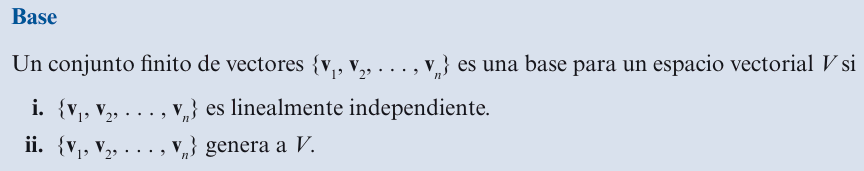 Base
Un conjunto finito de vectores {v₁, v₂, . . . , vₙ} es una base para un espacio vectorial V si
i. {v₁, v₂, . . . , vₙ} es linealmente independiente.
ii. {v₁, v₂, . . . , vₙ} genera a V.